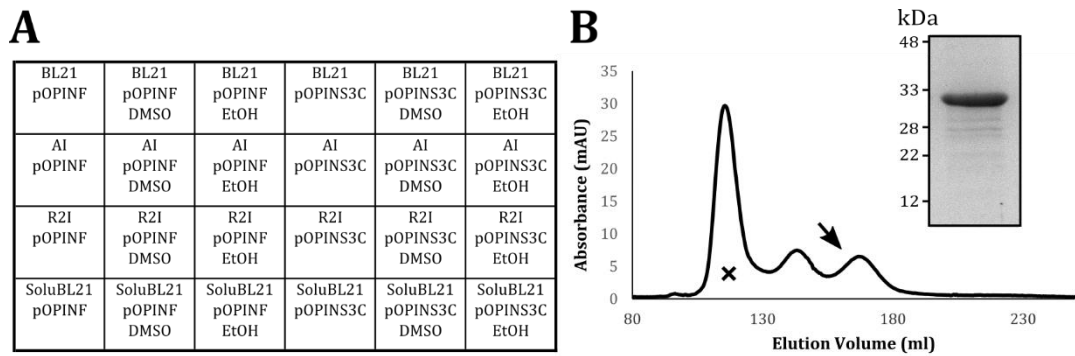 A
BL21 pOPINF
BL21 pOPINF DMSO
BL21 pOPINF EtOH
BL21 pOPINS3C
BL21 pOPINS3C DMSO
BL21 pOPINS3C EtOH
AI pOPINF
AI pOPINF DMSO
AI pOPINF EtOH
AI pOPINS3C
AI pOPINS3C DMSO
AI pOPINS3C EtOH
R2I pOPINF
R2I pOPINF DMSO
R2I pOPINF EtOH
R2I pOPINS3C
R2I pOPINS3C DMSO
R2I pOPINS3C EtOH
SoluBL21 pOPINF
SoluBL21 pOPINF DMSO
SoluBL21 pOPINF EtOH
SoluBL21 pOPINS3C
SoluBL21 pOPINS3C DMSO
SoluBL21 pOPINS3C EtOH
B
kDa
48
33
28
22
12
35
30
25
20
15
10
5
0
Absorbance (mAU)
80 130 180 230
Elution Volume (ml)